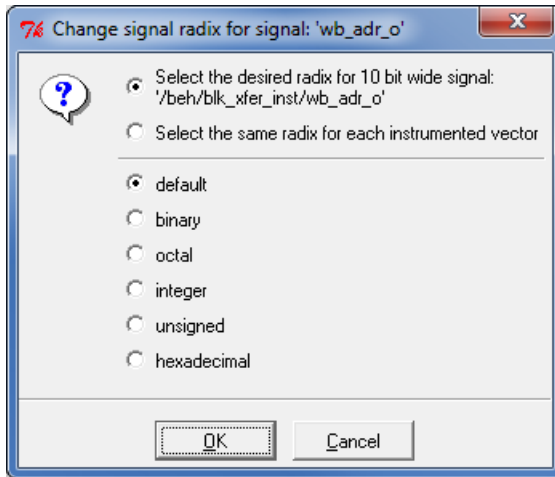 Change signal radix for signal: 'wb_adr_o'
Select the desired radix for 10 bit wide signal:
'/beh/blk_xfer_inst/wb_adr_o'
Select the same radix for each instrumented vector
default
binary
octal
integer
unsigned
hexadecimal
OK Cancel